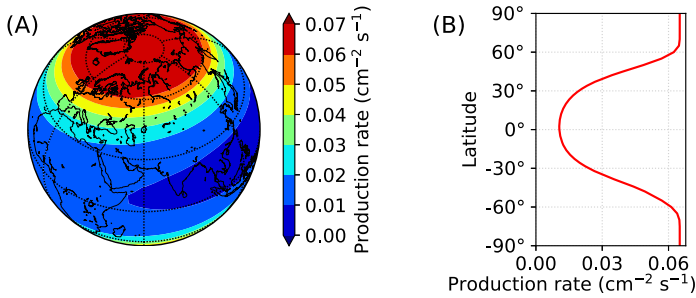 (A)
0.07
0.06
0.05
0.04
0.03
0.02
0.01
0.00
Production rate (cm⁻² s⁻¹)
(B)
90°
60°
30°
0°
-30°
-60°
-90°
Latitude
0.00 0.03 0.06
Production rate (cm⁻² s⁻¹)